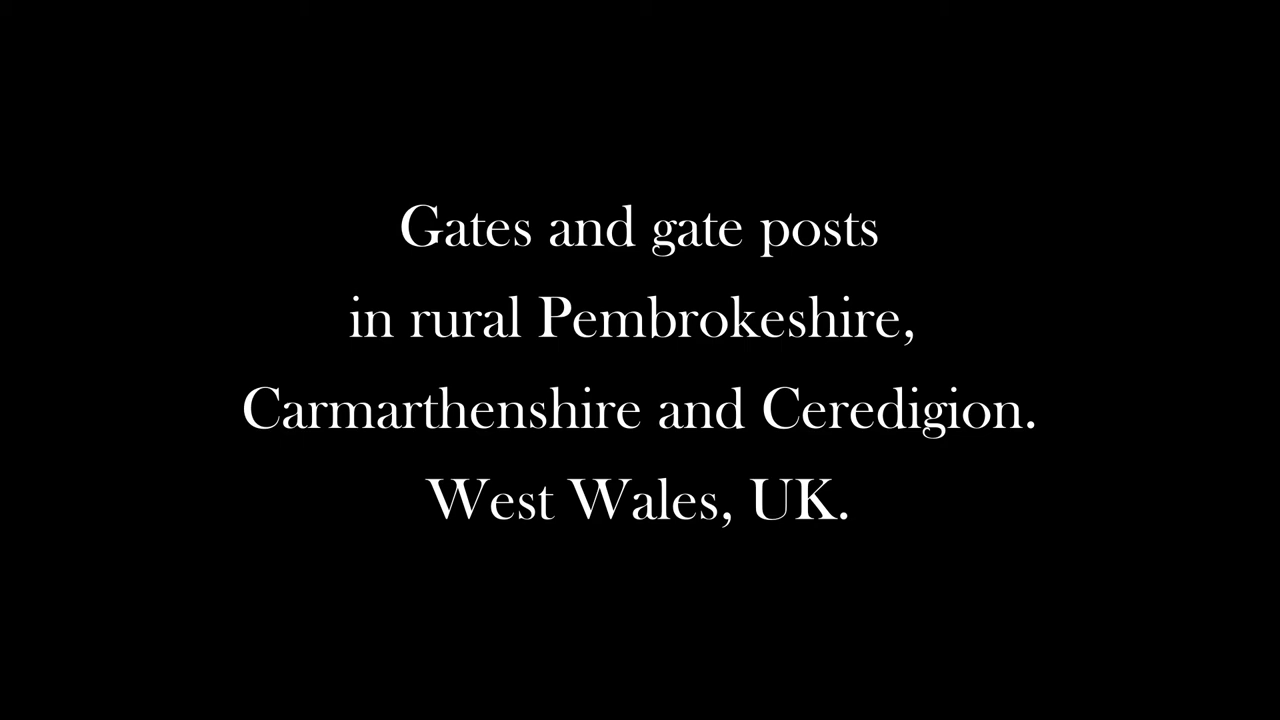 Gates and gate posts
in rural Pembrokeshire,
Carmarthenshire and Ceredigion.
West Wales, UK.